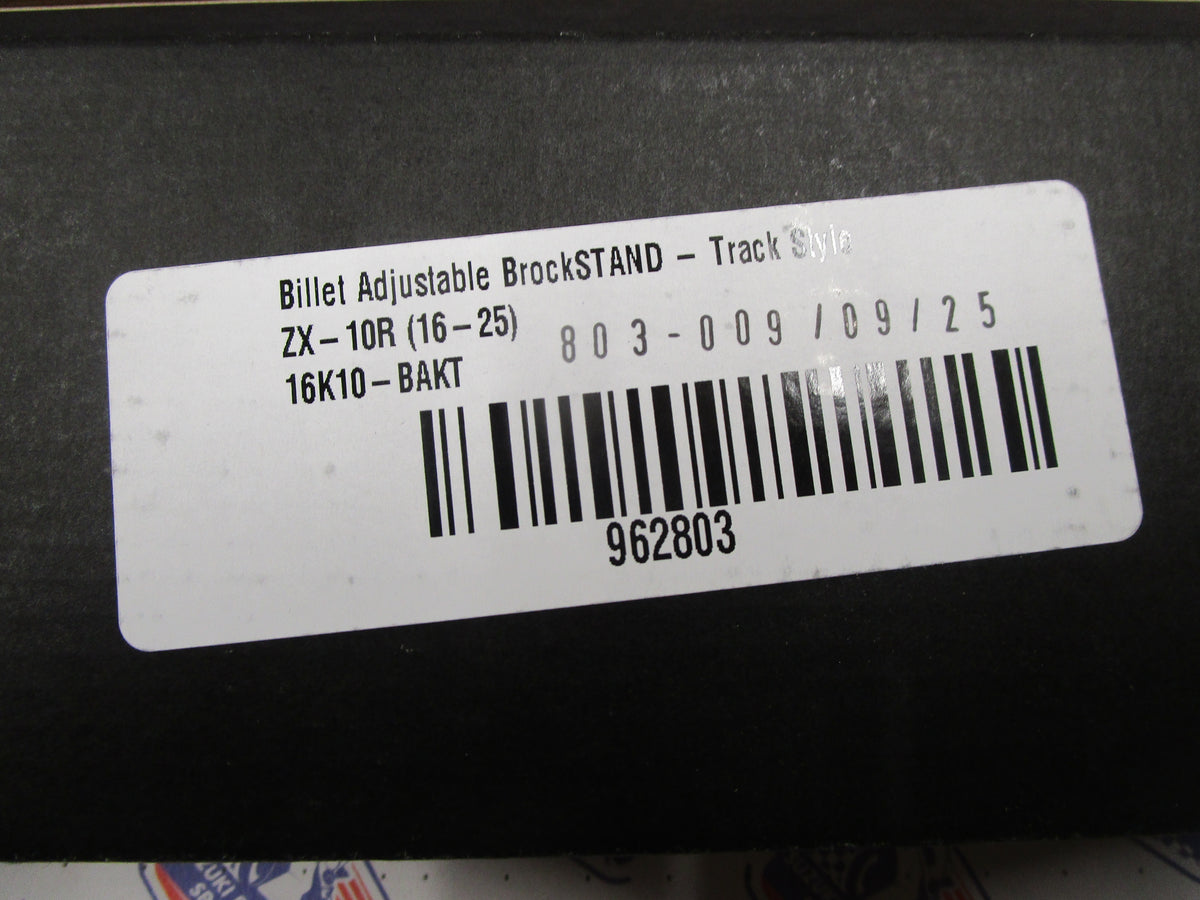 Billet Adjustable BrockSTAND – Track Style
ZX–10R (16–25)
803-009 /09/25
16K10–BAKT
962803